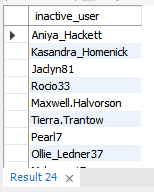 inactive_user
Aniya_Hackett
Kasandra_Homenick
Jaclyn81
Rocio33
Maxwell.Halvorson
Tierra.Trantow
Pearl7
Ollie_Ledner37
Result 24